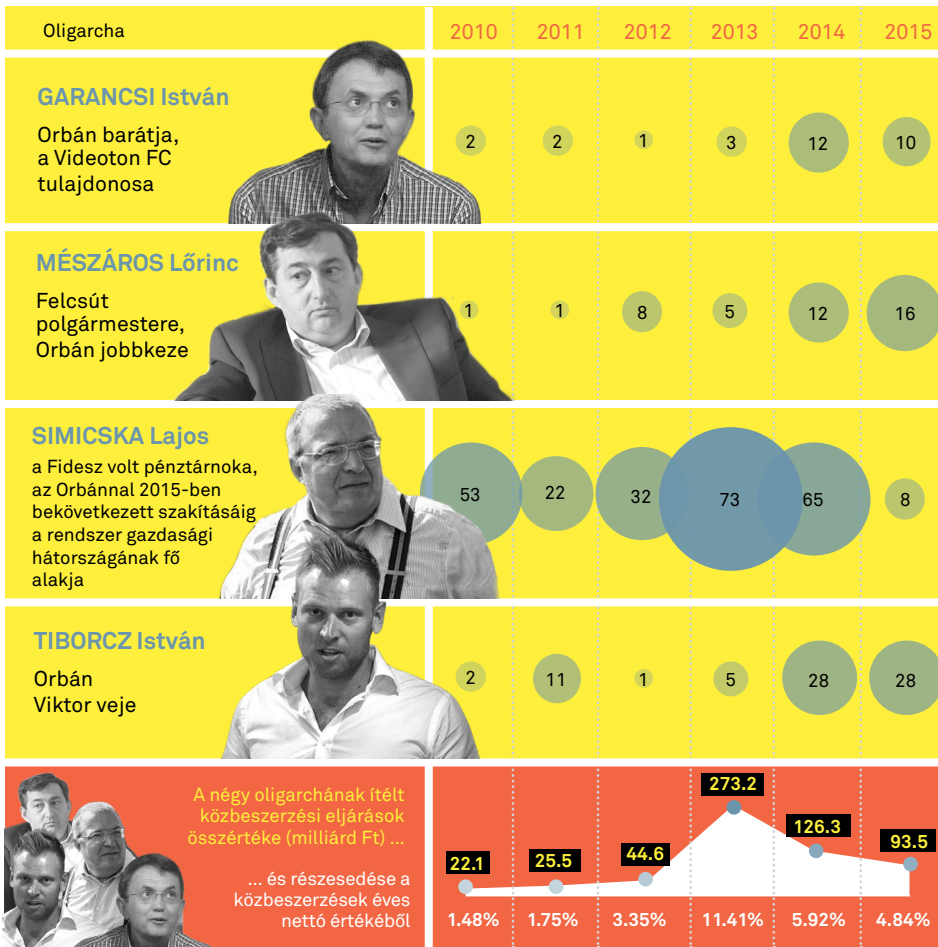 Oligarcha 2010 2011 2012 2013 2014 2015
GARANCSI István
Orbán barátja,
a Videoton FC
tulajdonosa
2 2 1 3 12 10
MÉSZÁROS Lőrinc
Felcsút
polgármestere,
Orbán jobbkeze
1 1 8 5 12 16
SIMICSKA Lajos
a Fidesz volt pénztárnoka,
az Orbánnal 2015-ben
bekövetkezett szakításáig
a rendszer gazdasági
hátországának fő
alakja
53 22 32 73 65 8
TIBORCZ István
Orbán
Viktor veje
2 11 1 5 28 28
A négy oligarchának ítélt
közbeszerzési eljárások
összértéke (milliárd Ft) ...
22.1 25.5 44.6 273.2 126.3 93.5
... és részesedése a
közbeszerzések éves
nettó értékéből
1.48% 1.75% 3.35% 11.41% 5.92% 4.84%